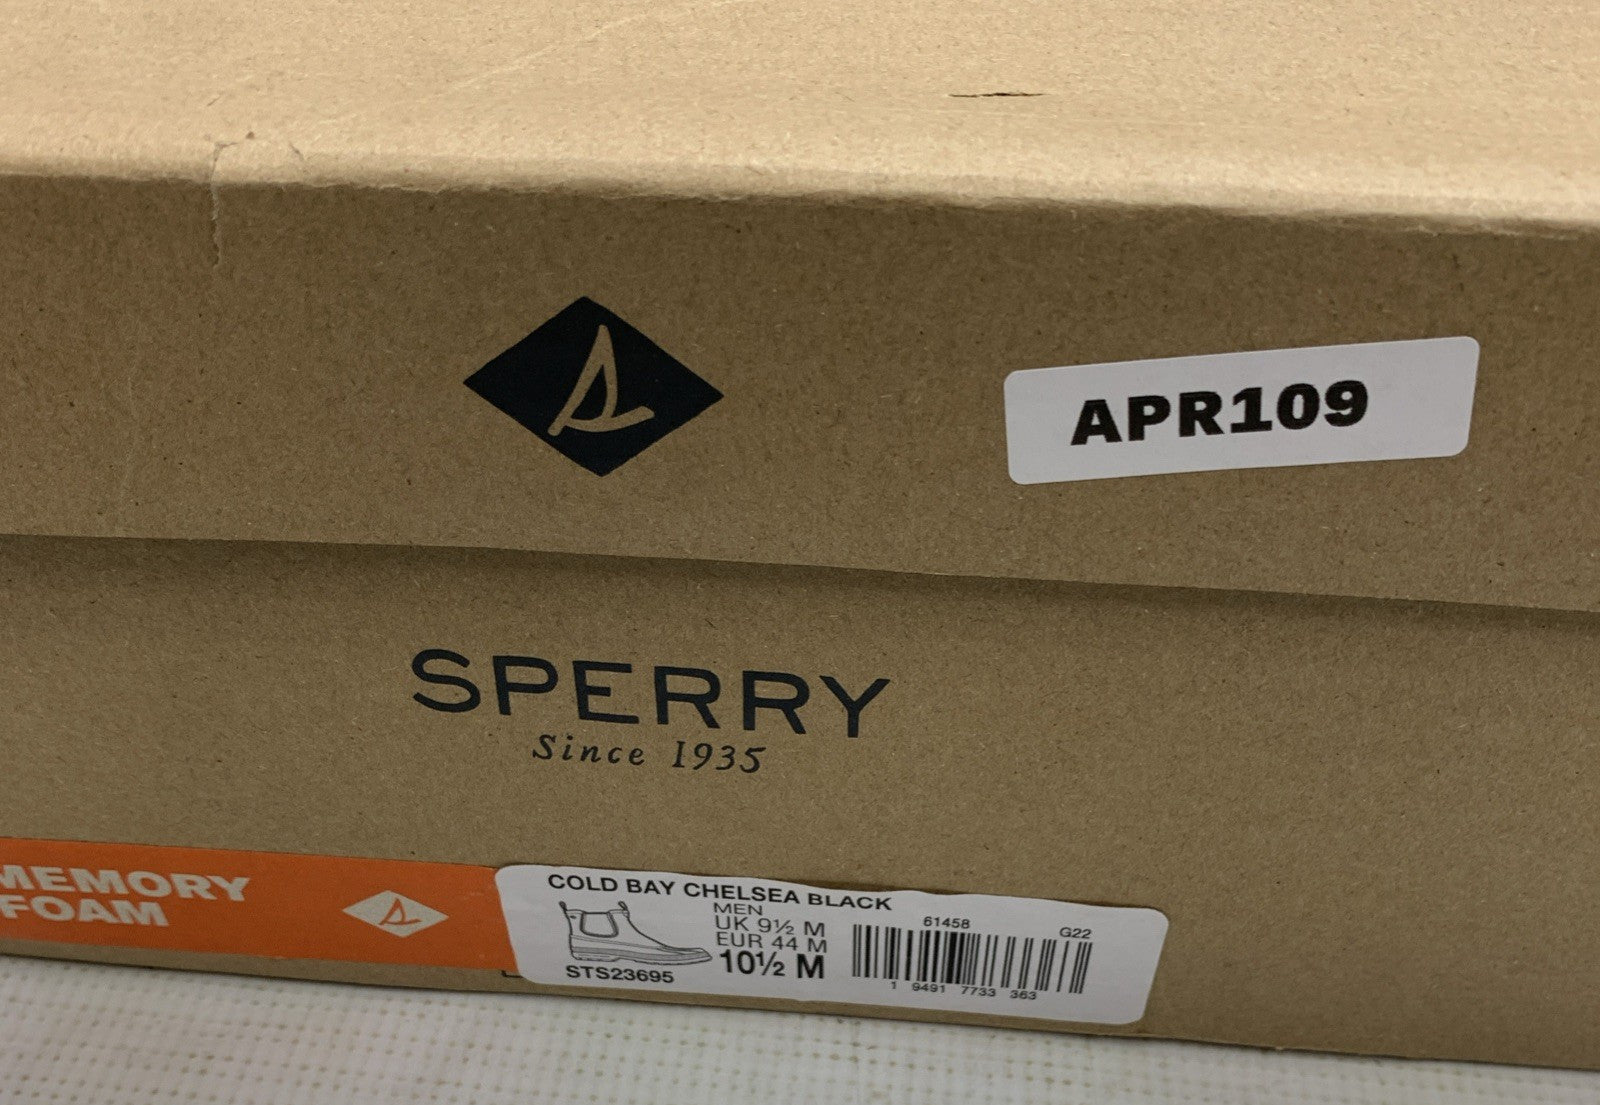 APR109
SPERRY
Since 1935
MEMORY
FOAM
COLD BAY CHELSEA BLACK
MEN
UK 9½ M
EUR 44 M
10½ M
STS23695
61458
G22
1 9491 7733 363